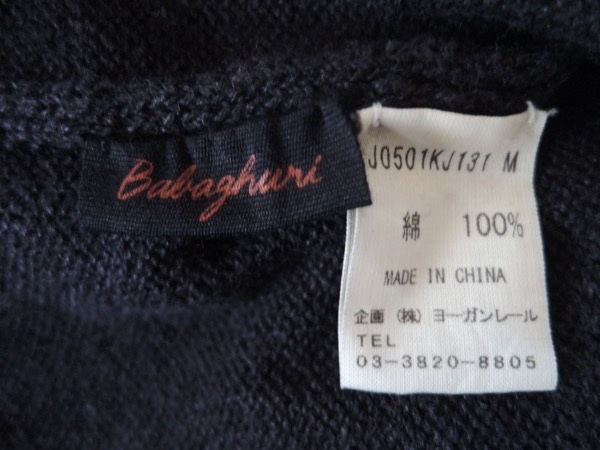 Babaghuri
J0501KJ131 M
綿 100%
MADE IN CHINA
企画 (株) ヨーガンレール
TEL
03-3820-8805